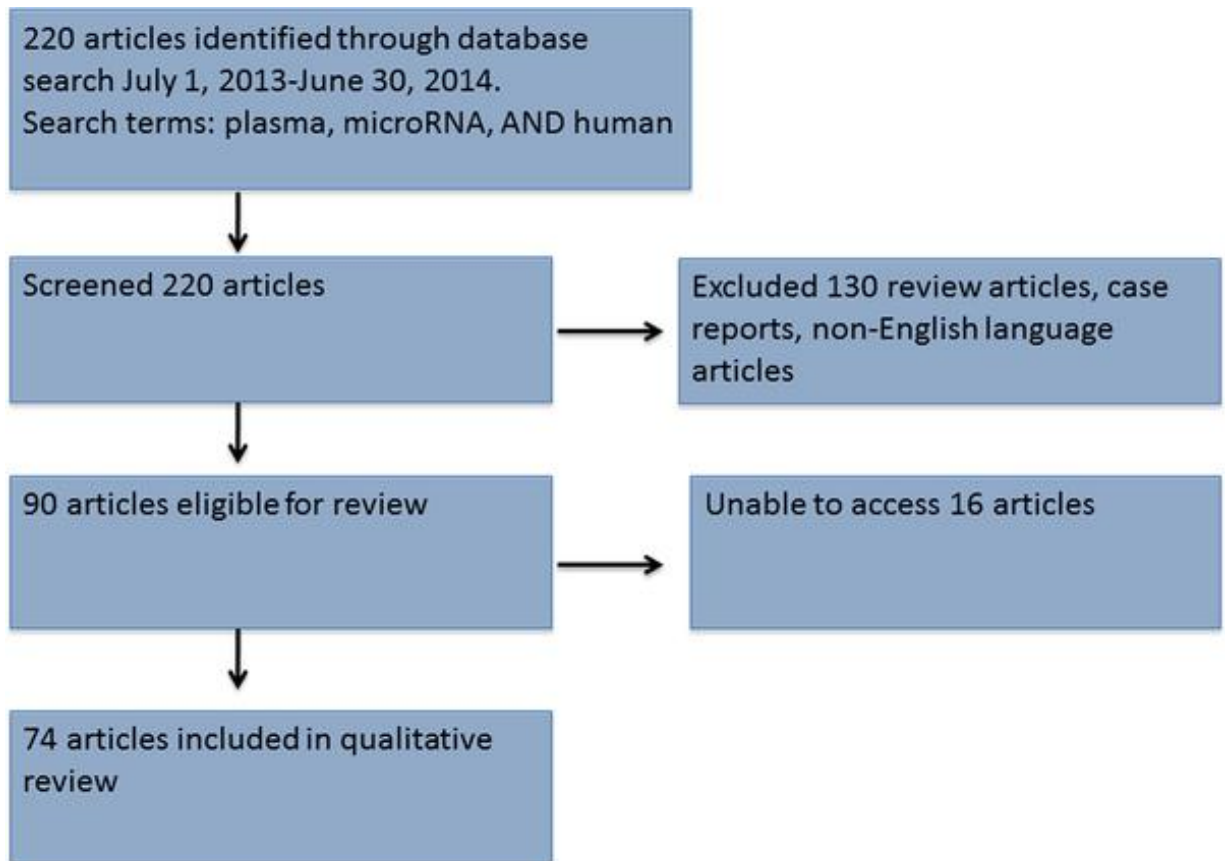 220 articles identified through database
search July 1, 2013-June 30, 2014.
Search terms: plasma, microRNA, AND human
Screened 220 articles
Excluded 130 review articles, case
reports, non-English language
articles
90 articles eligible for review
Unable to access 16 articles
74 articles included in qualitative
review